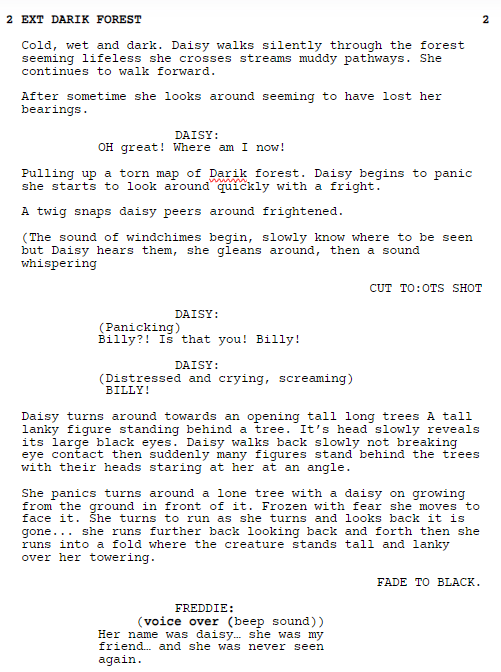 2 EXT DARIK FOREST 2
Cold, wet and dark. Daisy walks silently through the forest
seeming lifeless she crosses streams muddy pathways. She
continues to walk forward.
After sometime she looks around seeming to have lost her
bearings.
DAISY:
OH great! Where am I now!
Pulling up a torn map of Darik forest. Daisy begins to panic
she starts to look around quickly with a fright.
A twig snaps daisy peers around frightened.
(The sound of windchimes begin, slowly know where to be seen
but Daisy hears them, she gleans around, then a sound
whispering
CUT TO:OTS SHOT
DAISY:
(Panicking)
Billy?! Is that you! Billy!
DAISY:
(Distressed and crying, screaming)
BILLY!
Daisy turns around towards an opening tall long trees A tall
lanky figure standing behind a tree. It’s head slowly reveals
its large black eyes. Daisy walks back slowly not breaking
eye contact then suddenly many figures stand behind the trees
with their heads staring at her at an angle.
She panics turns around a lone tree with a daisy on growing
from the ground in front of it. Frozen with fear she moves to
face it. She turns to run as she turns and looks back it is
gone... she runs further back looking back and forth then she
runs into a fold where the creature stands tall and lanky
over her towering.
FADE TO BLACK.
FREDDIE:
(voice over (beep sound))
Her name was daisy… she was my
friend… and she was never seen
again.